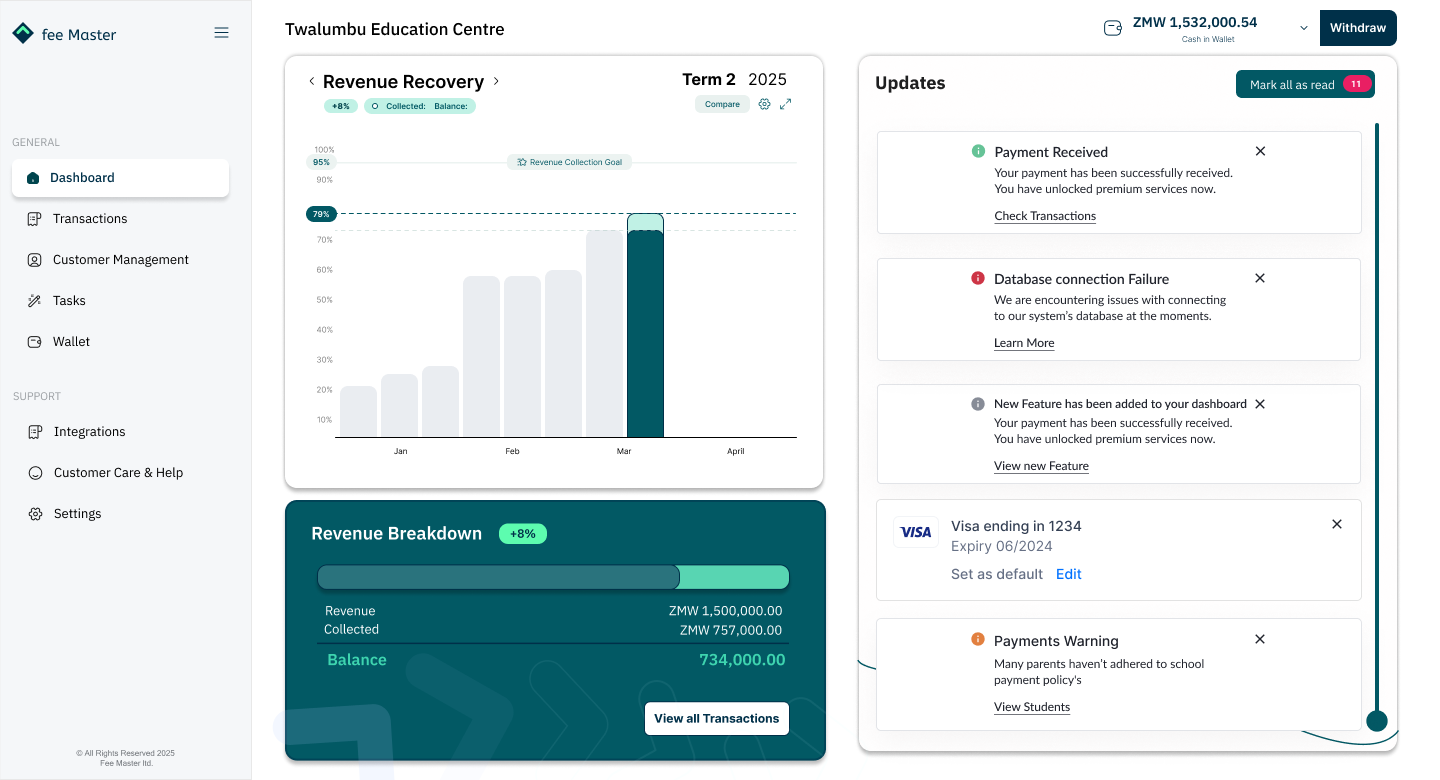 fee Master
GENERAL
Dashboard
Transactions
Customer Management
Tasks
Wallet
SUPPORT
Integrations
Customer Care & Help
Settings
© All Rights Reserved 2025
Fee Master ltd.
Twalumbu Education Centre
ZMW 1,532,000.54
Cash in Wallet
Withdraw
Revenue Recovery
Term 2 2025
+8%
Collected: Balance:
Compare
100%
95%
Revenue Collection Goal
90%
79%
70%
60%
50%
40%
30%
20%
10%
Jan Feb Mar April
Revenue Breakdown +8%
Revenue ZMW 1,500,000.00
Collected ZMW 757,000.00
Balance 734,000.00
View all Transactions
Updates
Mark all as read 11
Payment Received
Your payment has been successfully received.
You have unlocked premium services now.
Check Transactions
Database connection Failure
We are encountering issues with connecting
to our system’s database at the moments.
Learn More
New Feature has been added to your dashboard
Your payment has been successfully received.
You have unlocked premium services now.
View new Feature
VISA
Visa ending in 1234
Expiry 06/2024
Set as default Edit
Payments Warning
Many parents haven’t adhered to school
payment policy's
View Students